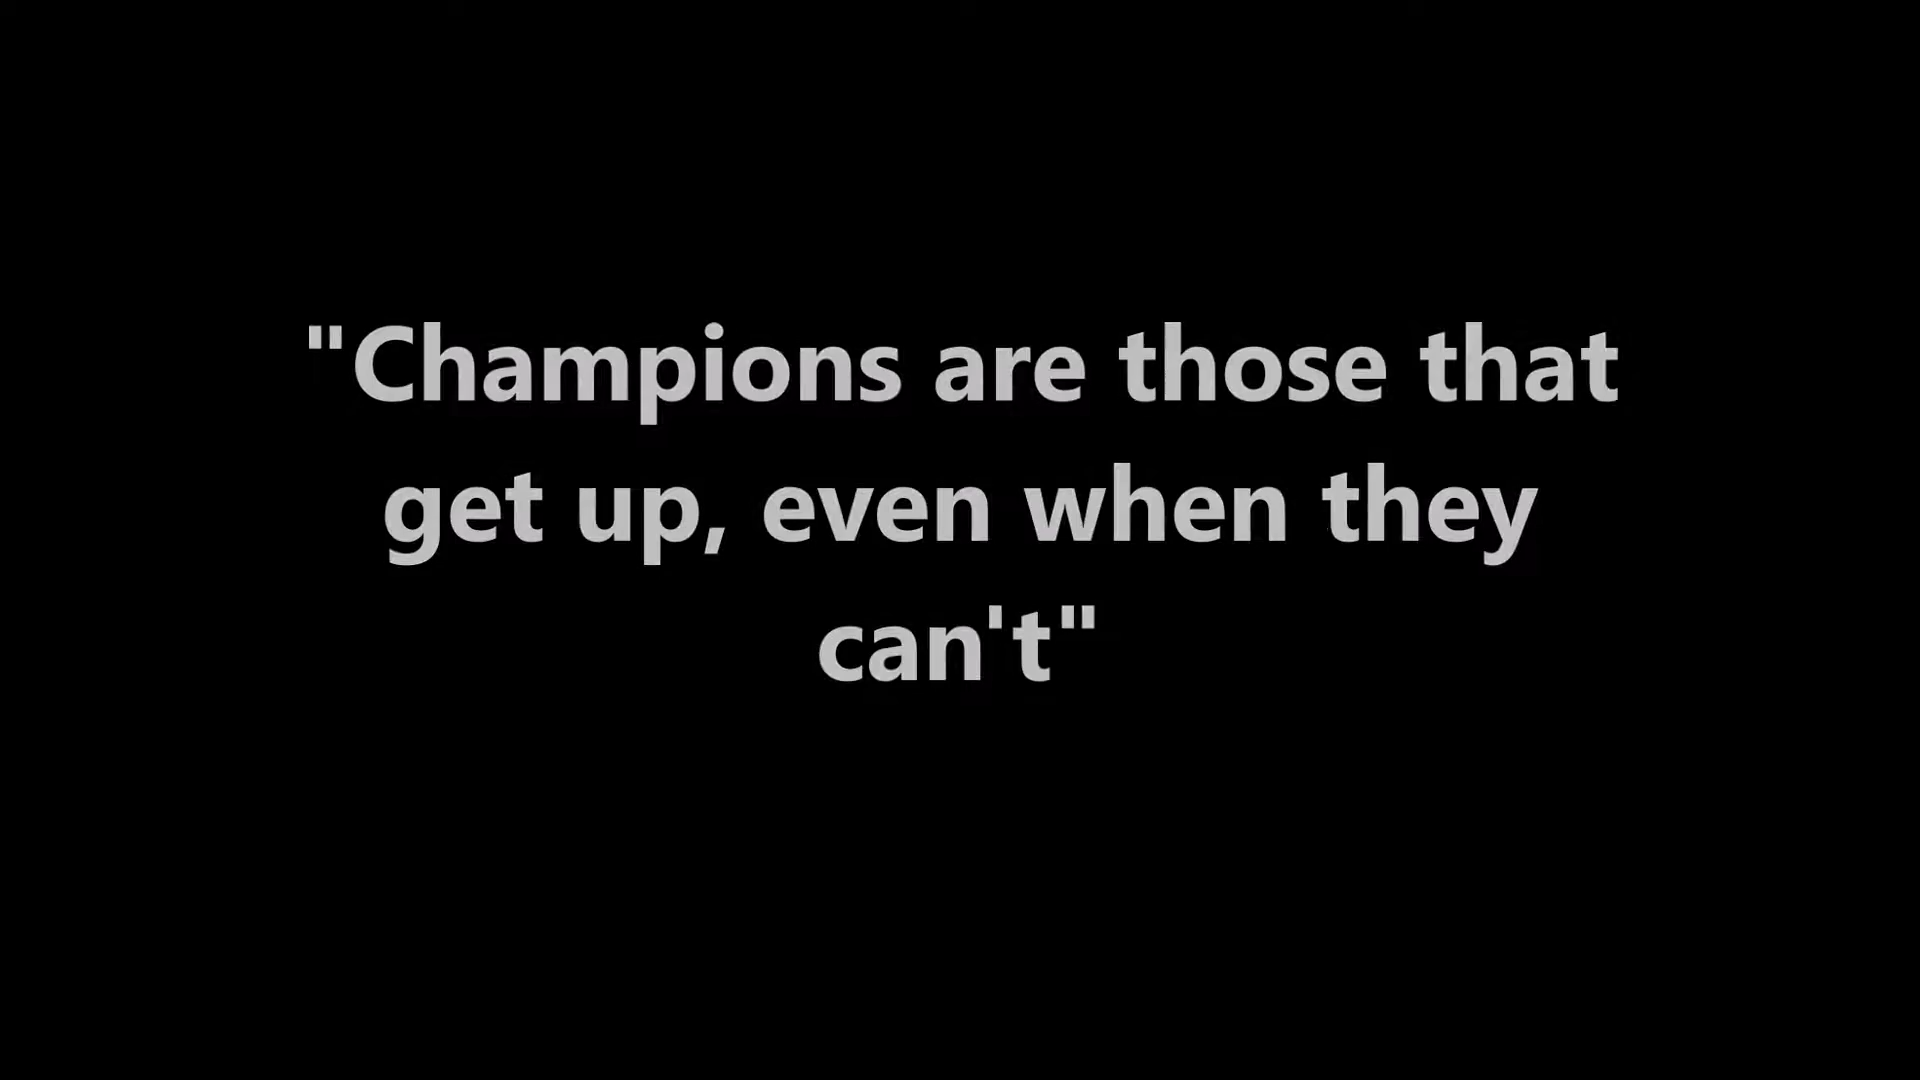 "Champions are those that
get up, even when they
can't"